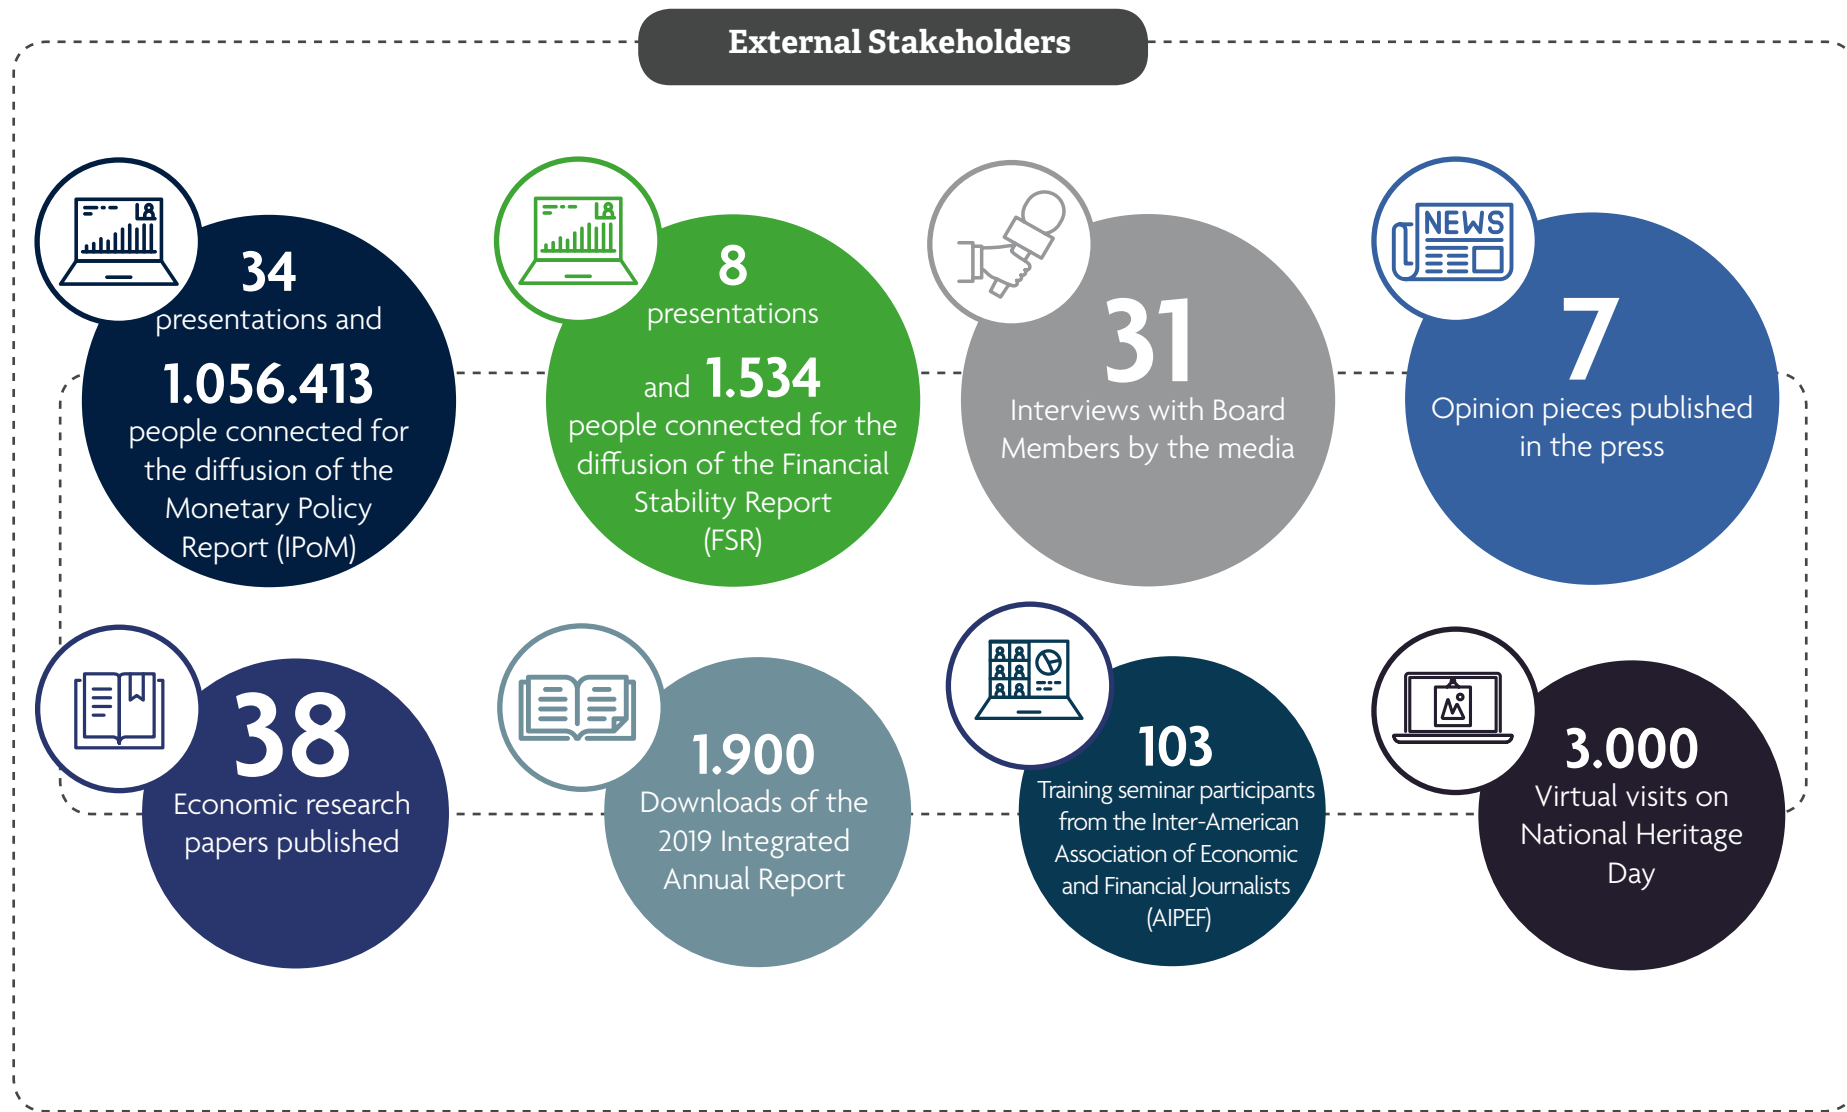 External Stakeholders
34
presentations and
1.056.413
people connected for
the diffusion of the
Monetary Policy
Report (IPoM)
8
presentations
and 1.534
people connected for the
diffusion of the Financial
Stability Report
(FSR)
31
Interviews with Board
Members by the media
NEWS
7
Opinion pieces published
in the press
38
Economic research
papers published
1.900
Downloads of the
2019 Integrated
Annual Report
103
Training seminar participants
from the Inter-American
Association of Economic
and Financial Journalists
(AIPEF)
3.000
Virtual visits on
National Heritage
Day